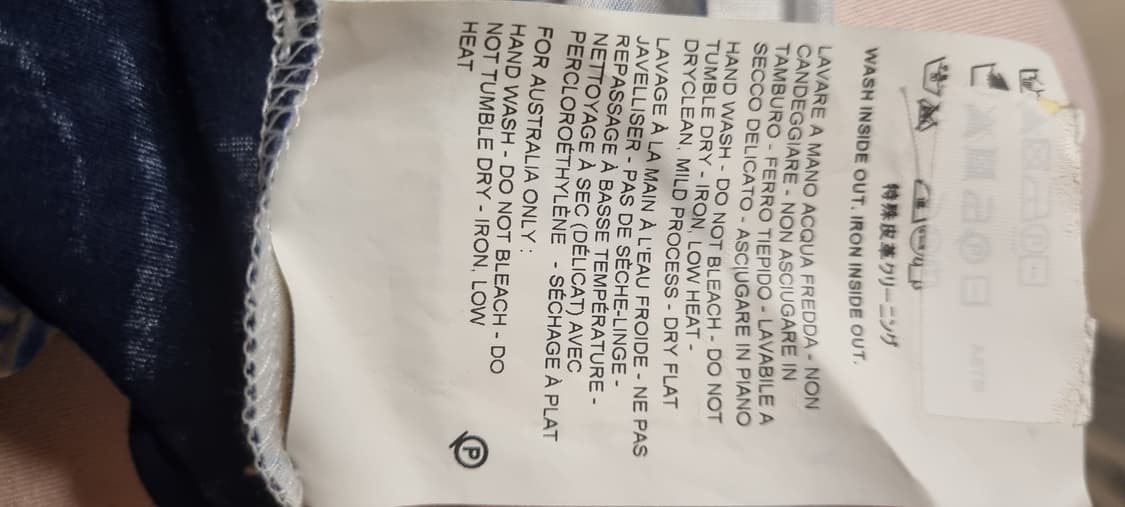 特殊皮革クリーニング
WASH INSIDE OUT. IRON INSIDE OUT.
LAVARE A MANO ACQUA FREDDA - NON
CANDEGGIARE - NON ASCIUGARE IN
TAMBURO - FERRO TIEPIDO - LAVABILE A
SECCO DELICATO - ASCIUGARE IN PIANO
HAND WASH - DO NOT BLEACH - DO NOT
TUMBLE DRY - IRON, LOW HEAT -
DRYCLEAN, MILD PROCESS - DRY FLAT
LAVAGE À LA MAIN À L'EAU FROIDE - NE PAS
JAVELLISER - PAS DE SÈCHE-LINGE -
REPASSAGE À BASSE TEMPÉRATURE -
NETTOYAGE À SEC (DÉLICAT) AVEC
PERCLOROÉTHYLÈNE - SÉCHAGE À PLAT
FOR AUSTRALIA ONLY :
HAND WASH - DO NOT BLEACH - DO
NOT TUMBLE DRY - IRON, LOW
HEAT
P